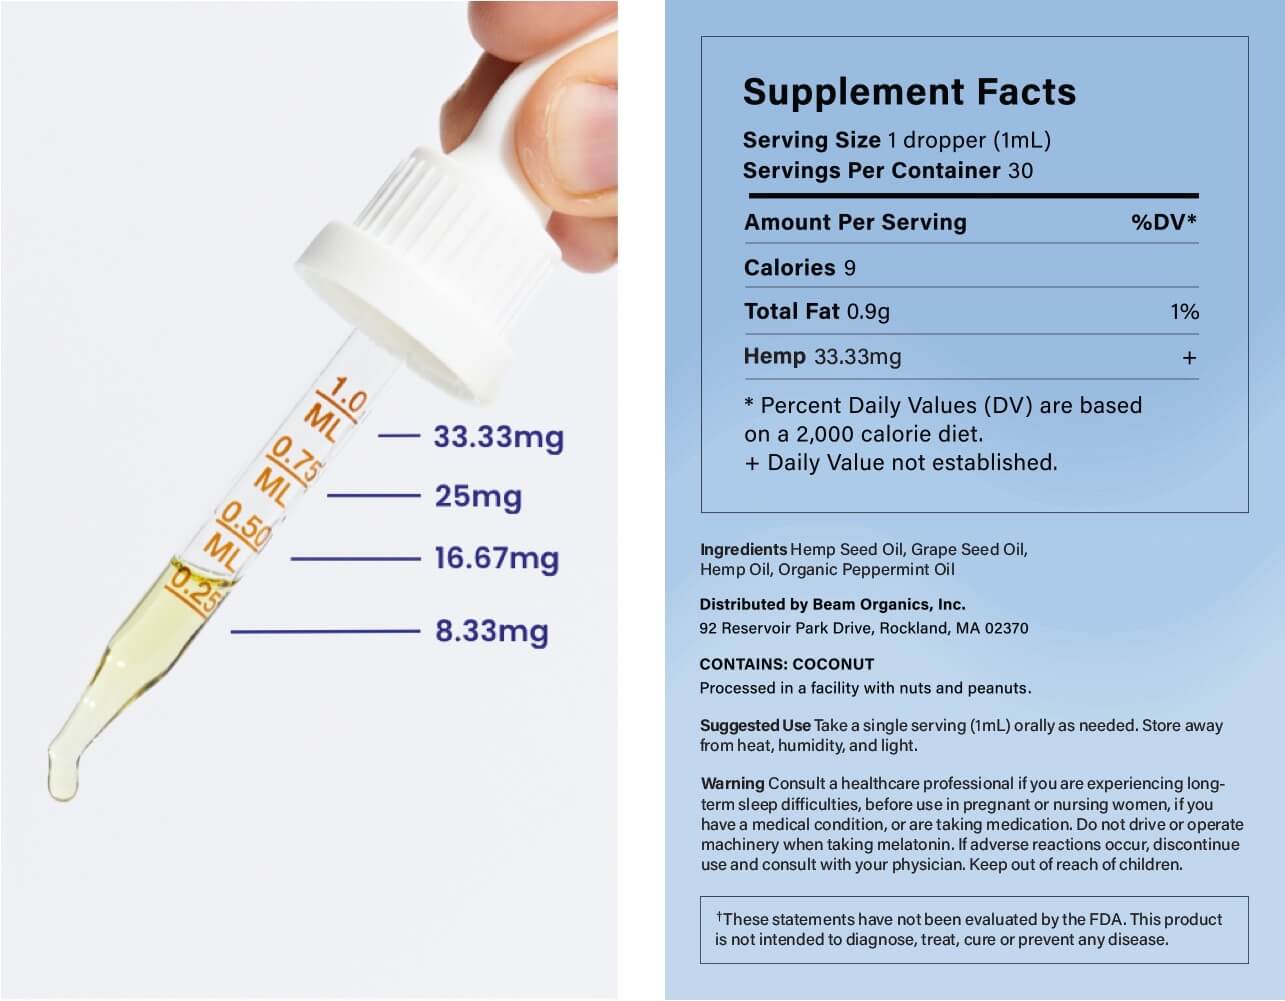 1.0
ML
0.75
ML
0.50
ML
0.25
33.33mg
25mg
16.67mg
8.33mg
Supplement Facts
Serving Size 1 dropper (1mL)
Servings Per Container 30
Amount Per Serving %DV*
Calories 9
Total Fat 0.9g 1%
Hemp 33.33mg +
* Percent Daily Values (DV) are based
on a 2,000 calorie diet.
+ Daily Value not established.
Ingredients Hemp Seed Oil, Grape Seed Oil,
Hemp Oil, Organic Peppermint Oil
Distributed by Beam Organics, Inc.
92 Reservoir Park Drive, Rockland, MA 02370
CONTAINS: COCONUT
Processed in a facility with nuts and peanuts.
Suggested Use Take a single serving (1mL) orally as needed. Store away
from heat, humidity, and light.
Warning Consult a healthcare professional if you are experiencing long-
term sleep difficulties, before use in pregnant or nursing women, if you
have a medical condition, or are taking medication. Do not drive or operate
machinery when taking melatonin. If adverse reactions occur, discontinue
use and consult with your physician. Keep out of reach of children.
†These statements have not been evaluated by the FDA. This product
is not intended to diagnose, treat, cure or prevent any disease.